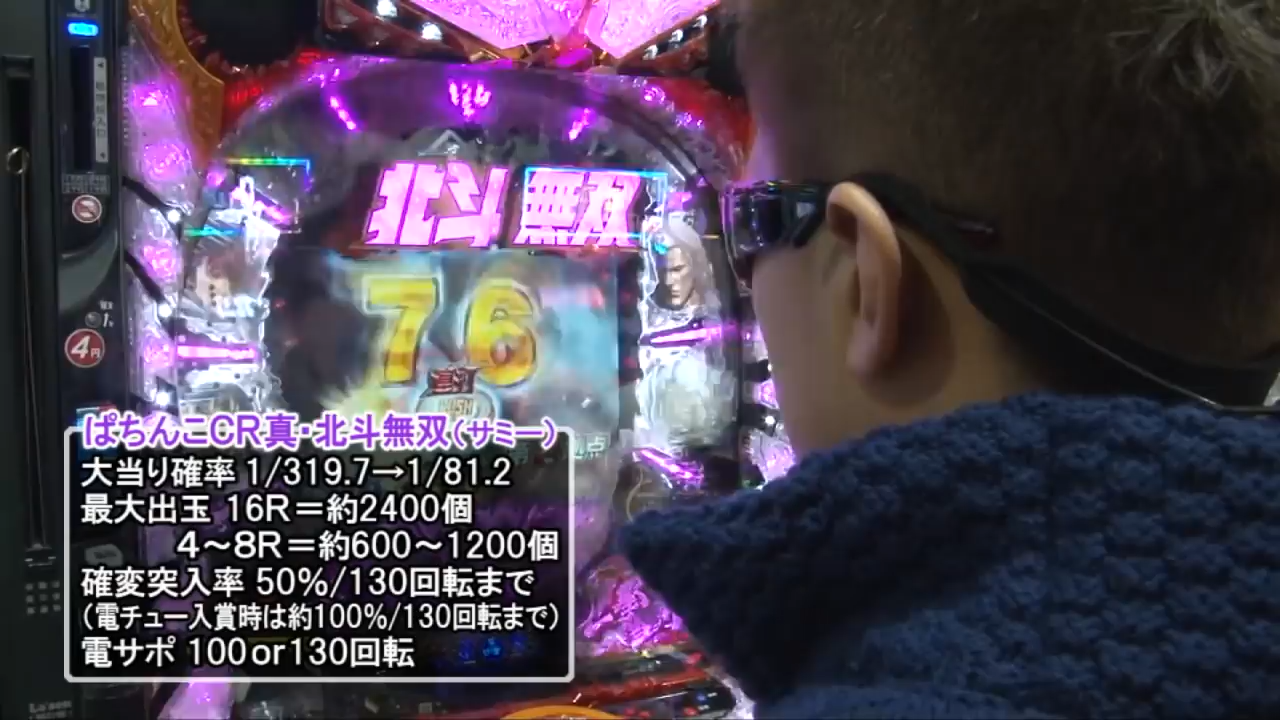 北斗無双
7 6
4円
ぱちんこCR真・北斗無双(サミー)
大当り確率 1/319.7→1/81.2
最大出玉 16R＝約2400個
4～8R＝約600～1200個
確変突入率 50%/130回転まで
(電チュー入賞時は約100%/130回転まで)
電サポ 100or130回転